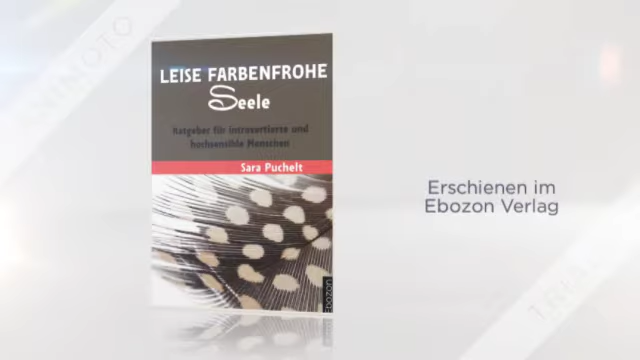 LEISE FARBENFROHE
Seele
Ratgeber für introvertierte und
hochsensible Menschen
Sara Puchelt
Ebozon
Erschienen im
Ebozon Verlag